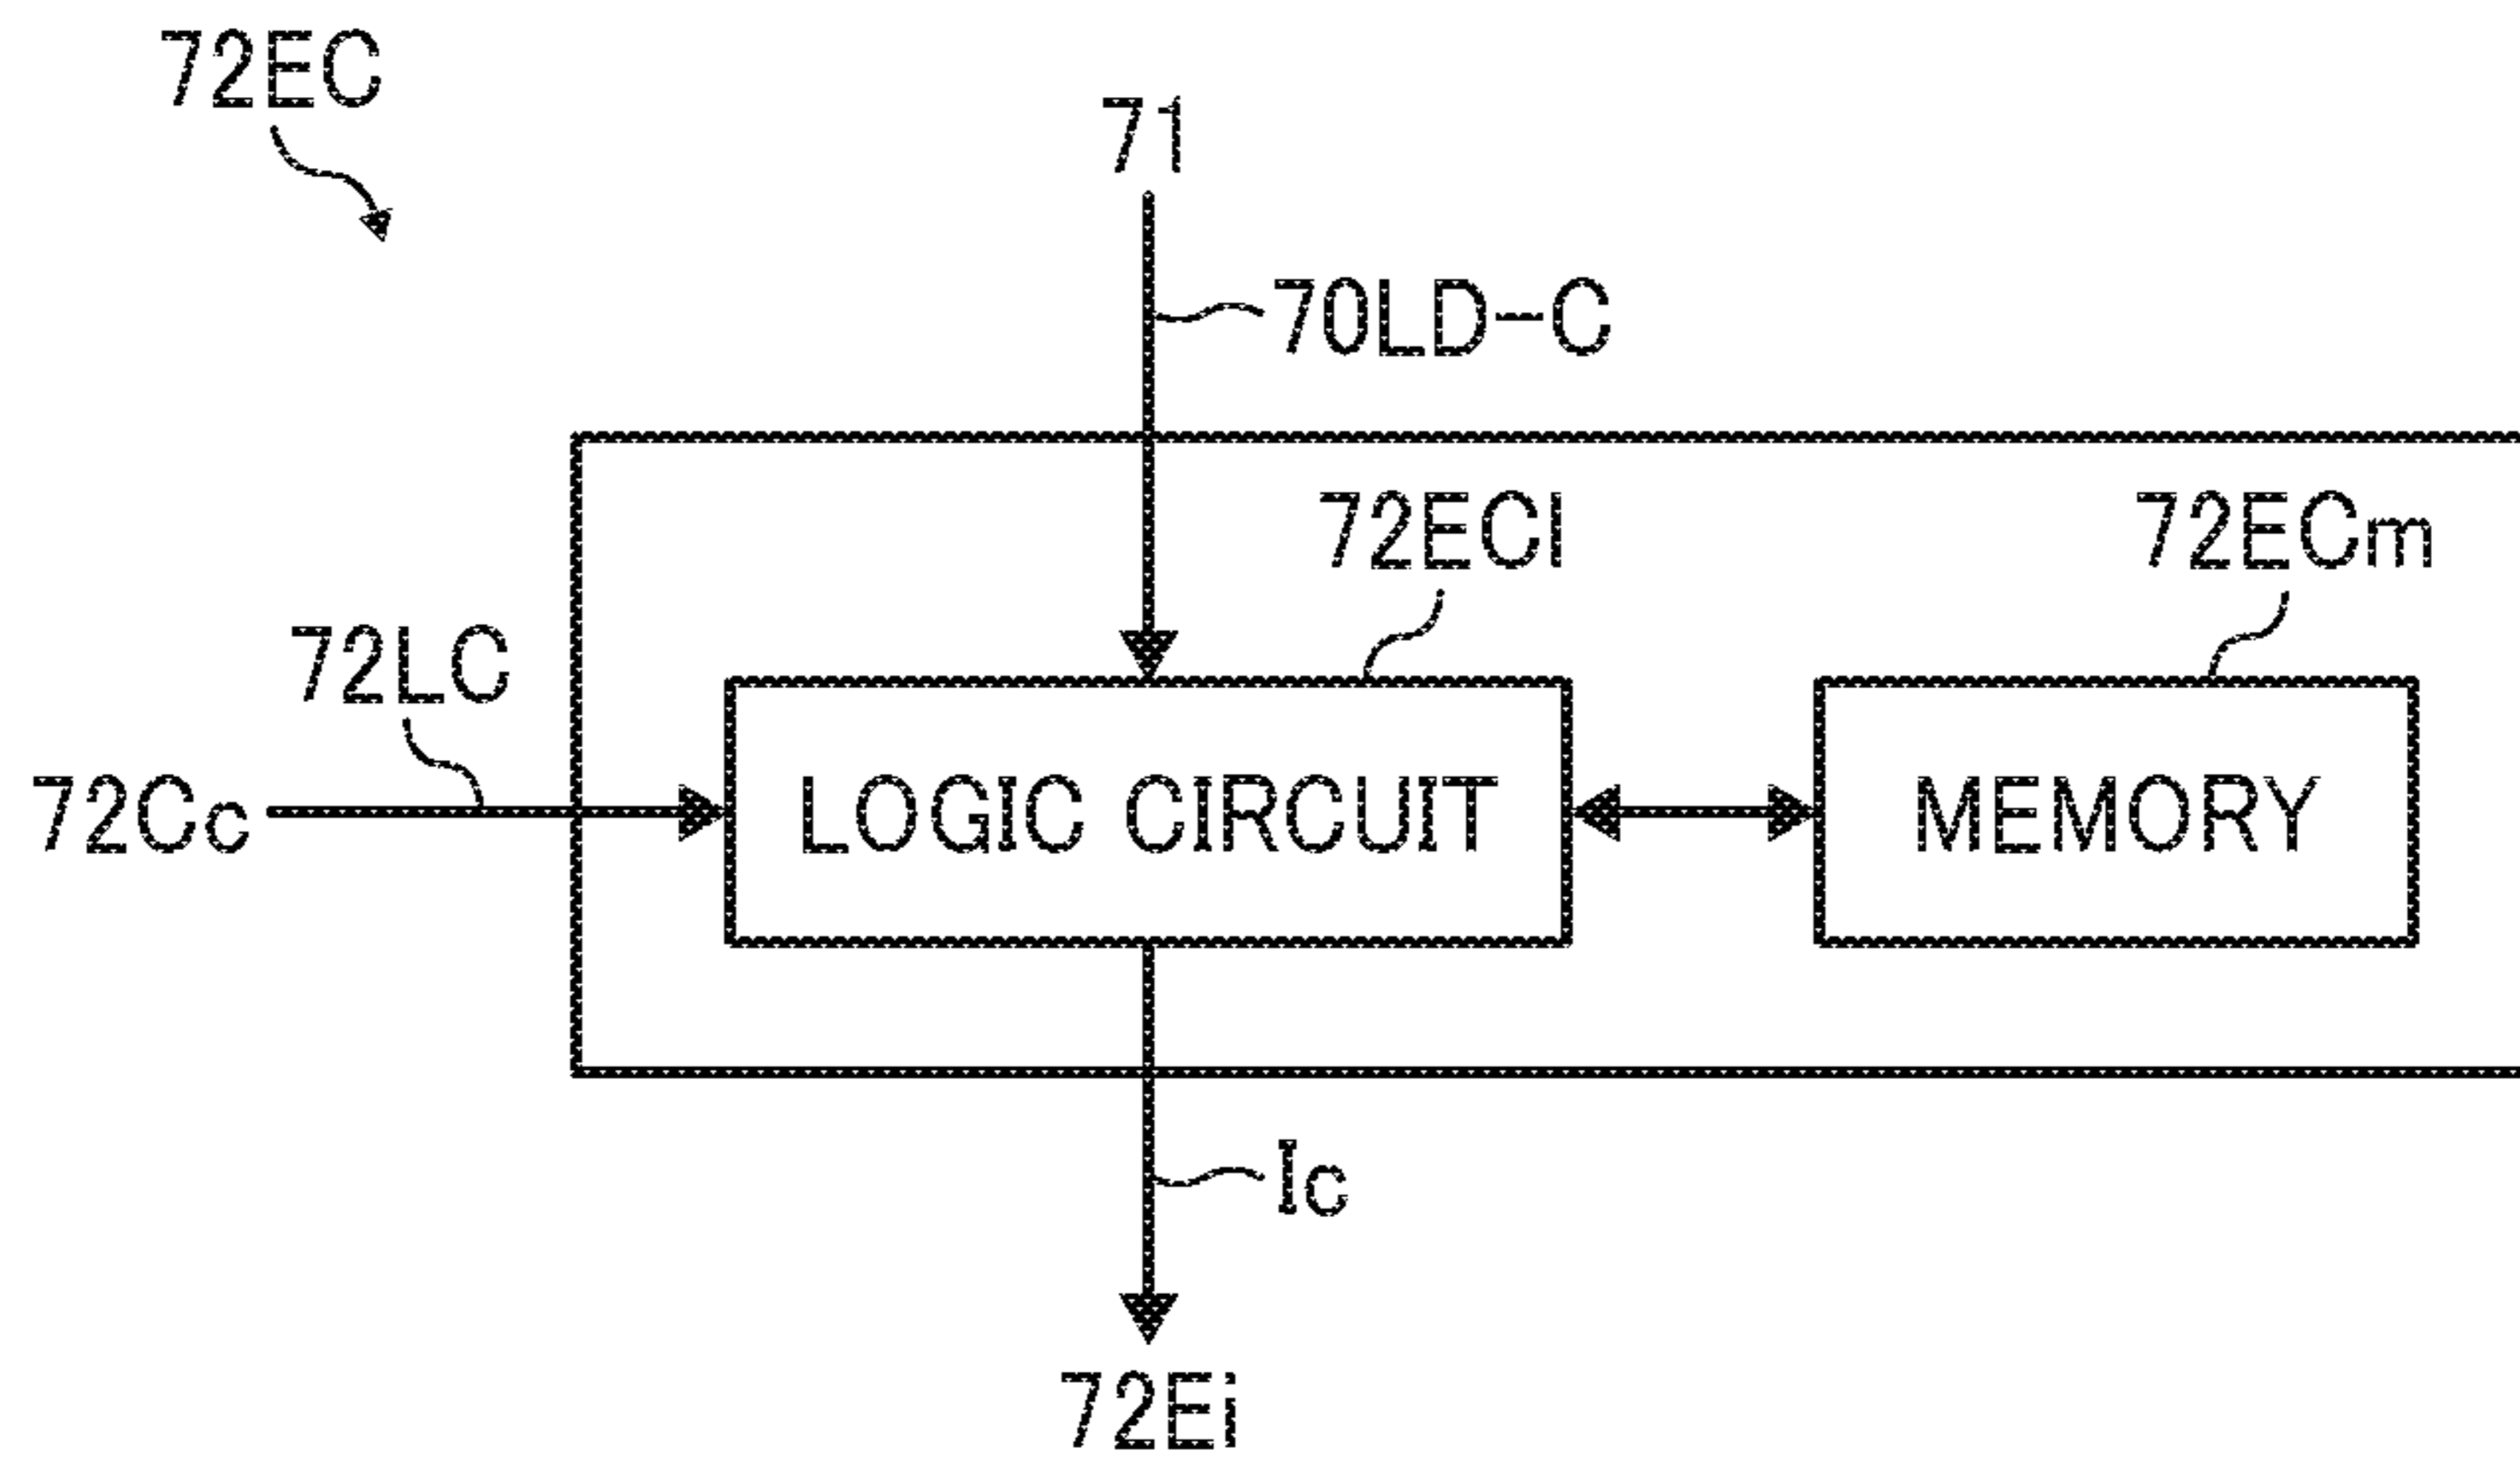 72EC
71
70LD-C
72ECl
72ECm
72LC
72Cc
LOGIC CIRCUIT
MEMORY
Ic
72Ei